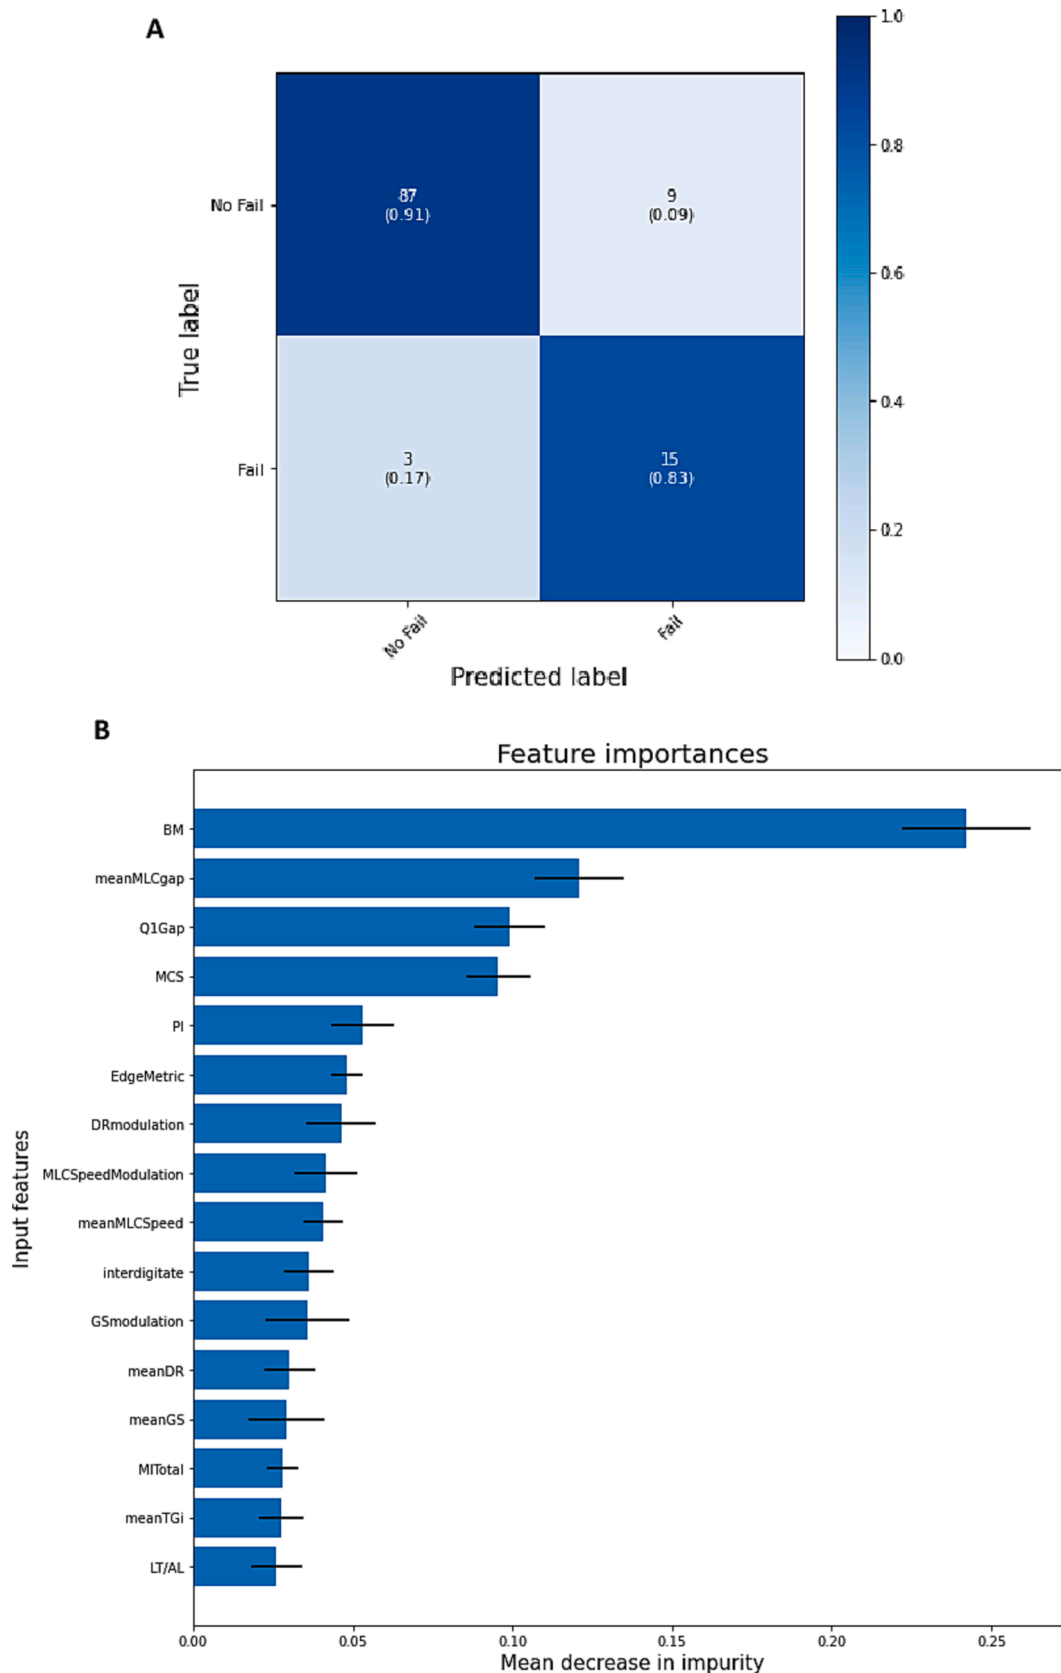 A
1.0
0.8
0.6
0.4
0.2
0.0
True label
No Fail
87
(0.91)
9
(0.09)
Fail
3
(0.17)
15
(0.83)
No Fail
Fail
Predicted label
B
Feature importances
Input features
BM
meanMLCgap
Q1Gap
MCS
PI
EdgeMetric
DRmodulation
MLCSpeedModulation
meanMLCSpeed
interdigitate
GSmodulation
meanDR
meanGS
MITotal
meanTGi
LT/AL
0.00
0.05
0.10
0.15
0.20
0.25
Mean decrease in impurity